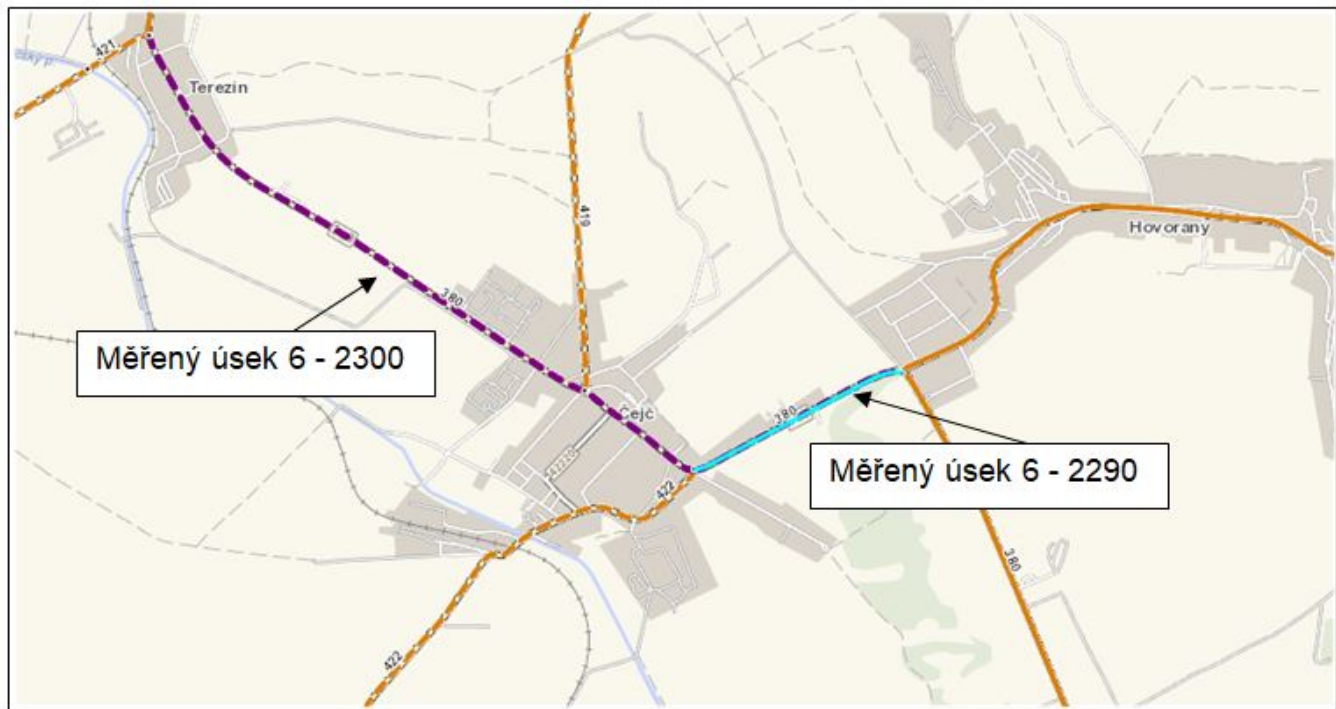 421
Terezín
419
Hovorany
380
Měřený úsek 6 - 2300
Čejč
380
Měřený úsek 6 - 2290
422
380
422